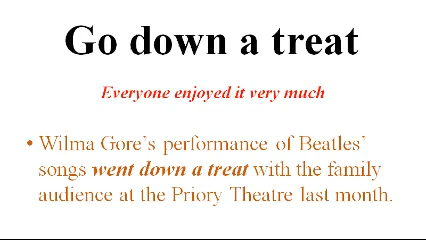 Go down a treat
Everyone enjoyed it very much
• Wilma Gore's performance of Beatles'
songs went down a treat with the family
audience at the Priory Theatre last month.